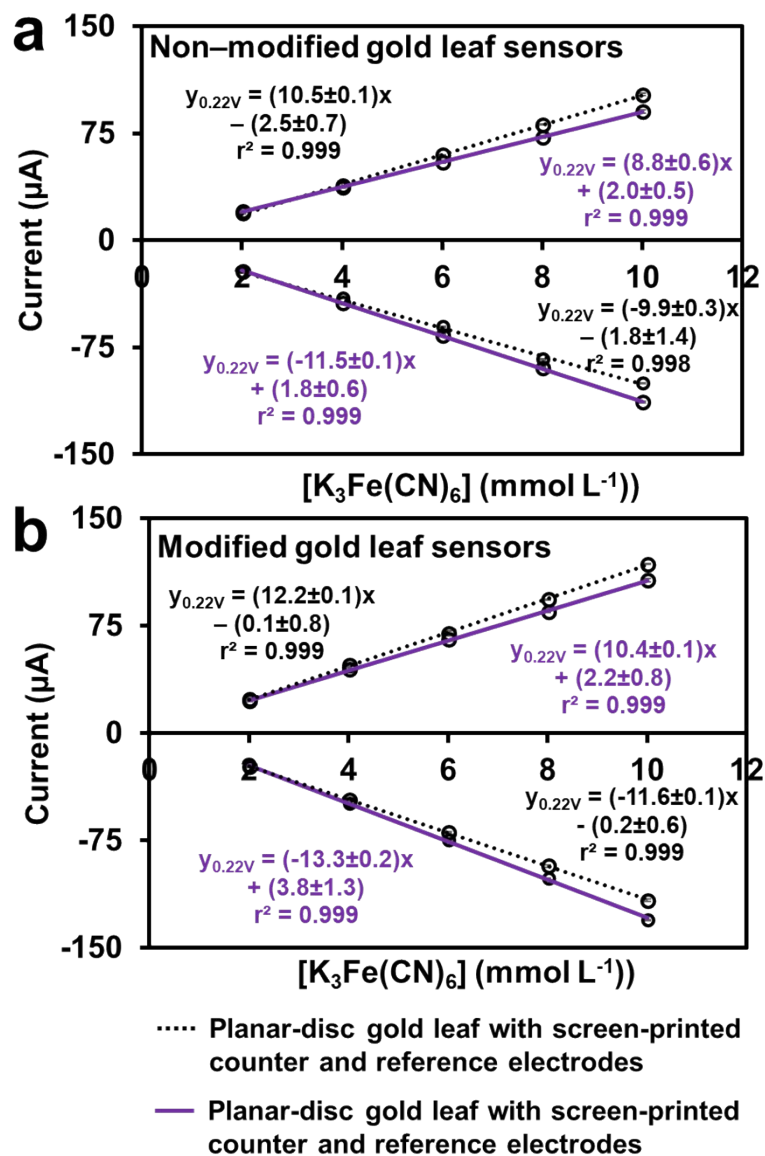 a
150
Non–modified gold leaf sensors
y0.22V = (10.5±0.1)x
– (2.5±0.7)
r² = 0.999
75
y0.22V = (8.8±0.6)x
+ (2.0±0.5)
r² = 0.999
Current (µA)
0
0 2 4 6 8 10 12
y0.22V = (-9.9±0.3)x
– (1.8±1.4)
r² = 0.998
-75
y0.22V = (-11.5±0.1)x
+ (1.8±0.6)
r² = 0.999
-150
[K3Fe(CN)6] (mmol L-1))
b
150
Modified gold leaf sensors
y0.22V = (12.2±0.1)x
– (0.1±0.8)
r² = 0.999
75
y0.22V = (10.4±0.1)x
+ (2.2±0.8)
r² = 0.999
Current (µA)
0
0 2 4 6 8 10 12
y0.22V = (-11.6±0.1)x
- (0.2±0.6)
r² = 0.999
-75
y0.22V = (-13.3±0.2)x
+ (3.8±1.3)
r² = 0.999
-150
[K3Fe(CN)6] (mmol L-1))
Planar-disc gold leaf with screen-printed
counter and reference electrodes
Planar-disc gold leaf with screen-printed
counter and reference electrodes